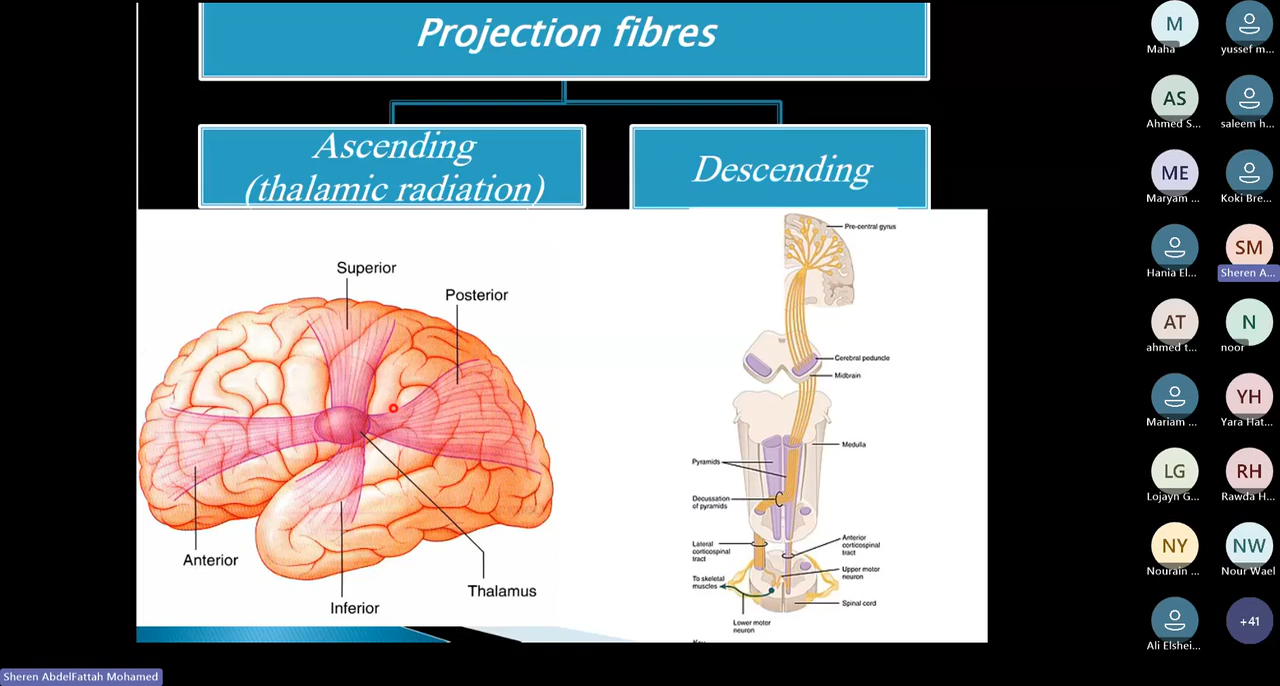 Projection fibres
Ascending
(thalamic radiation)
Descending
Superior
Posterior
Anterior
Inferior
Thalamus
Pre-central gyrus
Cerebral peduncle
Midbrain
Medulla
Pyramids
Decussation
of pyramids
Lateral
corticospinal
tract
Anterior
corticospinal
tract
To skeletal
muscles
Upper motor
neuron
Spinal cord
Lower motor
neuron
M
Maha
yussef m...
AS
Ahmed S...
saleem h...
ME
Maryam ...
Koki Bre...
Hania El...
SM
Sheren A...
AT
ahmed t...
N
noor
Mariam ...
YH
Yara Hat...
LG
Lojayn G...
RH
Rawda H...
NY
Nourain ...
NW
Nour Wael
Ali Elshei...
+41
Sheren AbdelFattah Mohamed